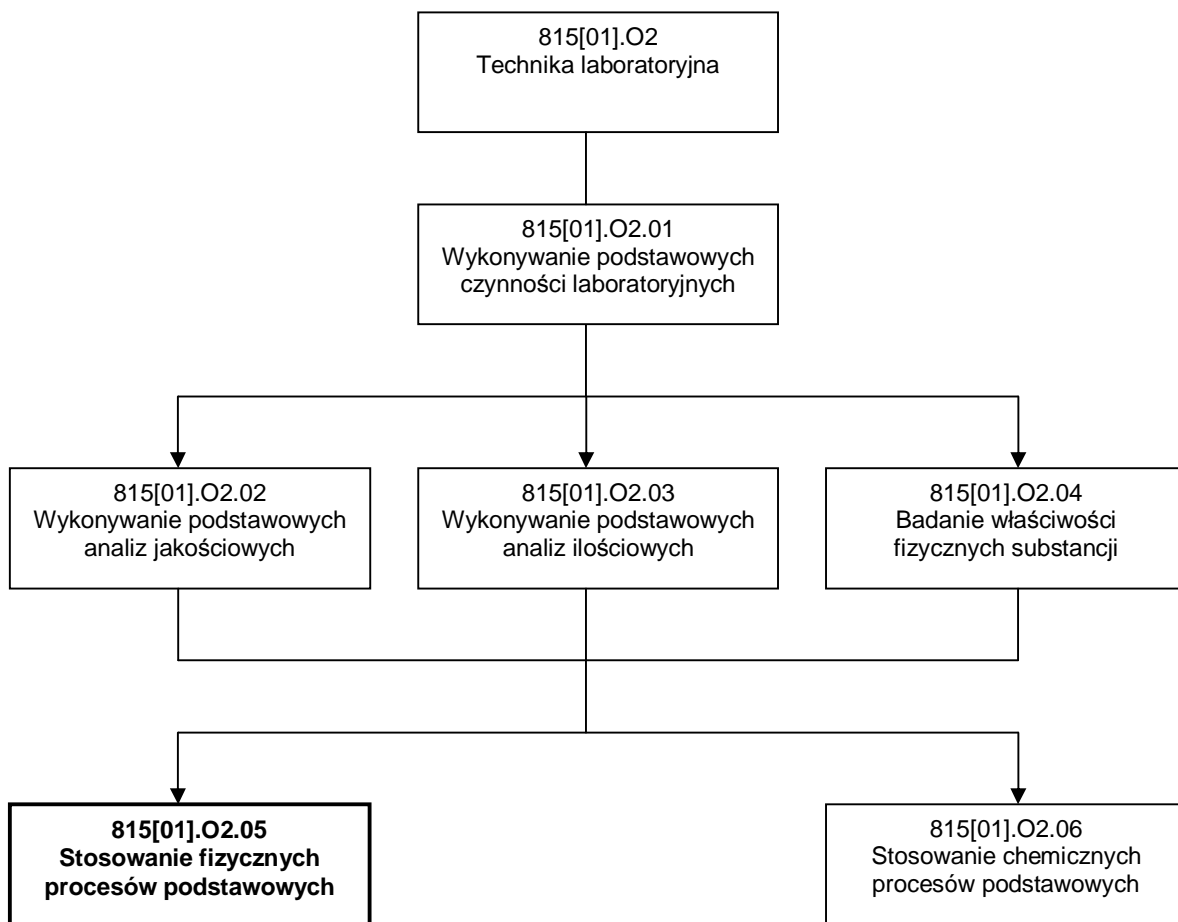 815[01].O2
Technika laboratoryjna
815[01].O2.01
Wykonywanie podstawowych
czynności laboratoryjnych
815[01].O2.02
Wykonywanie podstawowych
analiz jakościowych
815[01].O2.03
Wykonywanie podstawowych
analiz ilościowych
815[01].O2.04
Badanie właściwości
fizycznych substancji
815[01].O2.05
Stosowanie fizycznych
procesów podstawowych
815[01].O2.06
Stosowanie chemicznych
procesów podstawowych